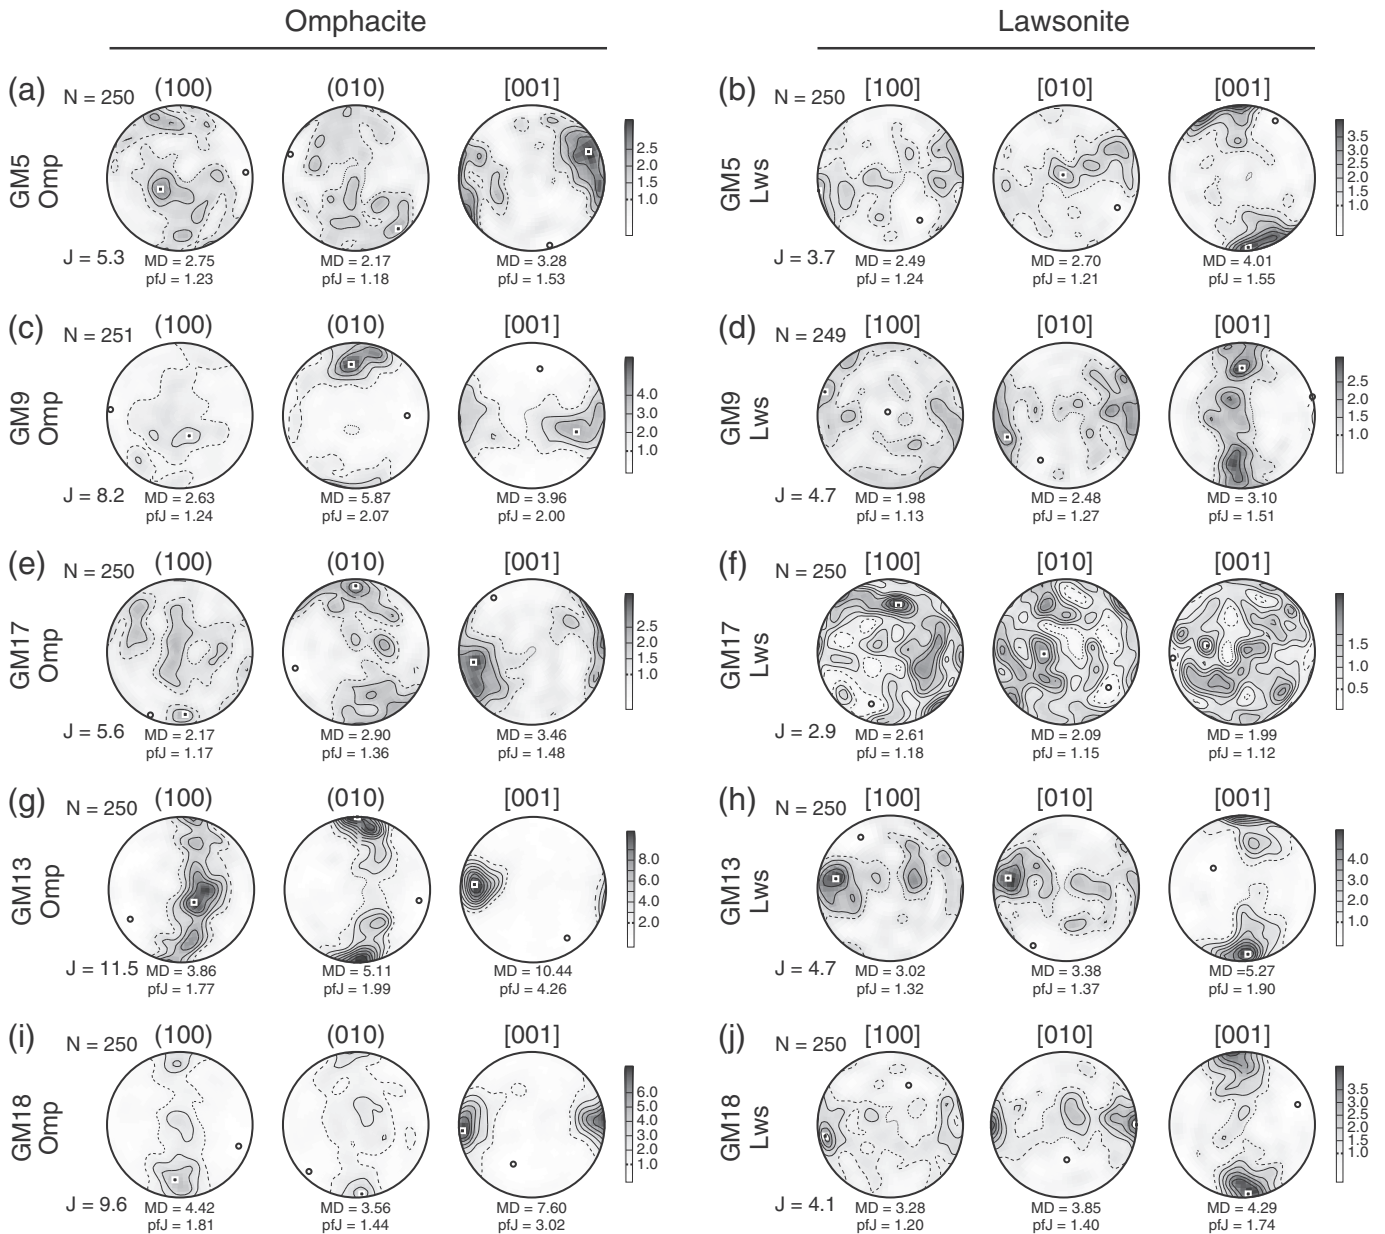 Omphacite
Lawsonite
(a) N = 250 (100) (010) [001]
GM5 Omp
2.5
2.0
1.5
1.0
J = 5.3 MD = 2.75 MD = 2.17 MD = 3.28
pfJ = 1.23 pfJ = 1.18 pfJ = 1.53
(b) N = 250 [100] [010] [001]
GM5 Lws
3.5
3.0
2.5
2.0
1.5
1.0
J = 3.7 MD = 2.49 MD = 2.70 MD = 4.01
pfJ = 1.24 pfJ = 1.21 pfJ = 1.55
(c) N = 251 (100) (010) [001]
GM9 Omp
4.0
3.0
2.0
1.0
J = 8.2 MD = 2.63 MD = 5.87 MD = 3.96
pfJ = 1.24 pfJ = 2.07 pfJ = 2.00
(d) N = 249 [100] [010] [001]
GM9 Lws
2.5
2.0
1.5
1.0
J = 4.7 MD = 1.98 MD = 2.48 MD = 3.10
pfJ = 1.13 pfJ = 1.27 pfJ = 1.51
(e) N = 250 (100) (010) [001]
GM17 Omp
2.5
2.0
1.5
1.0
J = 5.6 MD = 2.17 MD = 2.90 MD = 3.46
pfJ = 1.17 pfJ = 1.36 pfJ = 1.48
(f) N = 250 [100] [010] [001]
GM17 Lws
1.5
1.0
0.5
J = 2.9 MD = 2.61 MD = 2.09 MD = 1.99
pfJ = 1.18 pfJ = 1.15 pfJ = 1.12
(g) N = 250 (100) (010) [001]
GM13 Omp
8.0
6.0
4.0
2.0
J = 11.5 MD = 3.86 MD = 5.11 MD = 10.44
pfJ = 1.77 pfJ = 1.99 pfJ = 4.26
(h) N = 250 [100] [010] [001]
GM13 Lws
4.0
3.0
2.0
1.0
J = 4.7 MD = 3.02 MD = 3.38 MD =5.27
pfJ = 1.32 pfJ = 1.37 pfJ = 1.90
(i) N = 250 (100) (010) [001]
GM18 Omp
6.0
5.0
4.0
3.0
2.0
1.0
J = 9.6 MD = 4.42 MD = 3.56 MD = 7.60
pfJ = 1.81 pfJ = 1.44 pfJ = 3.02
(j) N = 250 [100] [010] [001]
GM18 Lws
3.5
3.0
2.5
2.0
1.5
1.0
J = 4.1 MD = 3.28 MD = 3.85 MD = 4.29
pfJ = 1.20 pfJ = 1.40 pfJ = 1.74